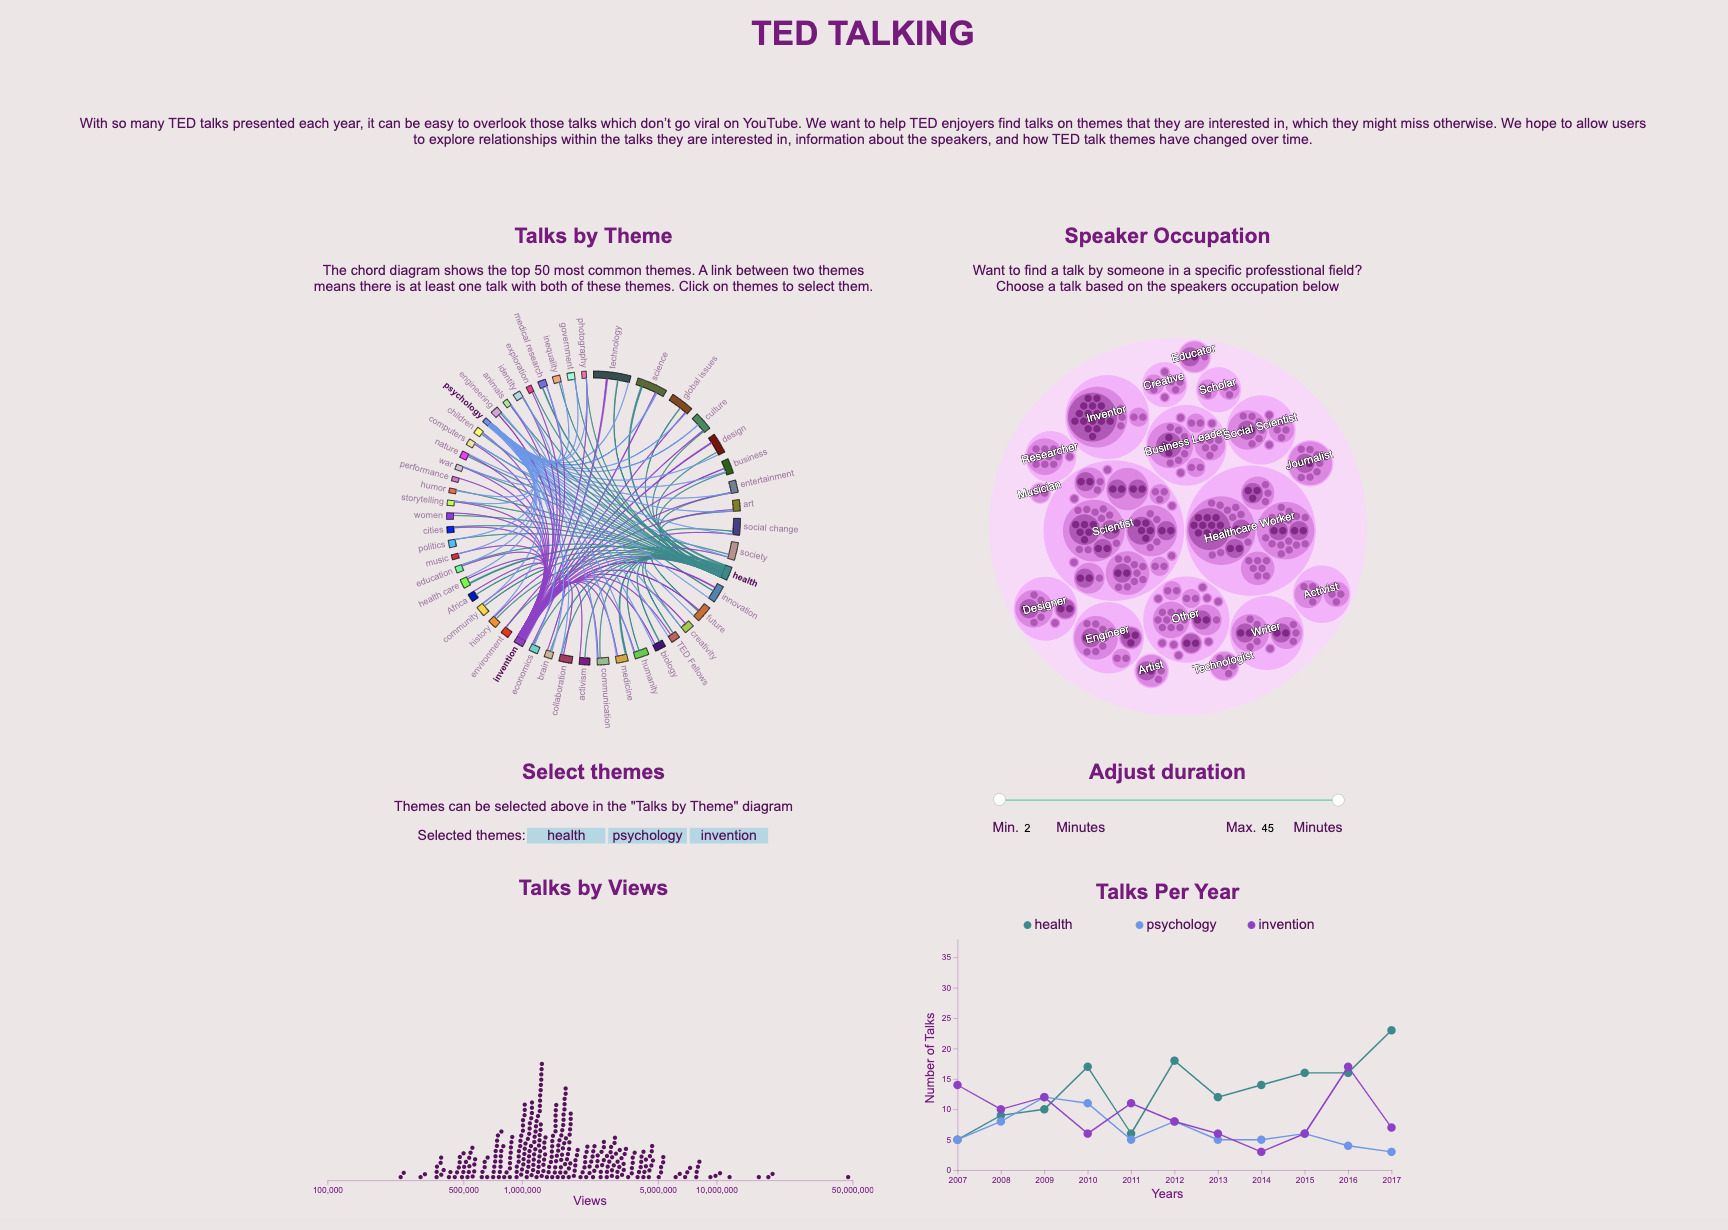 TED TALKING
With so many TED talks presented each year, it can be easy to overlook those talks which don't go viral on YouTube. We want to help TED enjoyers find talks on themes that they are interested in, which they might miss otherwise. We hope to allow users
to explore relationships within the talks they are interested in, information about the speakers, and how TED talk themes have changed over time.
Talks by Theme
The chord diagram shows the top 50 most common themes. A link between two themes
means there is at least one talk with both of these themes. Click on themes to select them.
technology
science
global issues
culture
design
business
entertainment
art
social change
society
health
innovation
future
creativity
TED Fellows
biology
humanity
medicine
communication
activism
collaboration
brain
economics
invention
environment
history
community
Africa
health care
education
music
politics
cities
women
storytelling
humor
performance
war
nature
computers
children
psychology
engineering
animals
identity
exploration
medical research
inequality
government
photography
Speaker Occupation
Want to find a talk by someone in a specific professtional field?
Choose a talk based on the speakers occupation below
Educator
Creative
Scholar
Inventor
Business Leader
Social Scientist
Researcher
Journalist
Musician
Scientist
Healthcare Worker
Activist
Designer
Other
Engineer
Writer
Artist
Technologist
Select themes
Themes can be selected above in the "Talks by Theme" diagram
Selected themes: health psychology invention
Adjust duration
Min. 2 Minutes Max. 45 Minutes
Talks by Views
100,000 500,000 1,000,000 5,000,000 10,000,000 50,000,000
Views
Talks Per Year
health psychology invention
Number of Talks
35
30
25
20
15
10
5
0
2007 2008 2009 2010 2011 2012 2013 2014 2015 2016 2017
Years